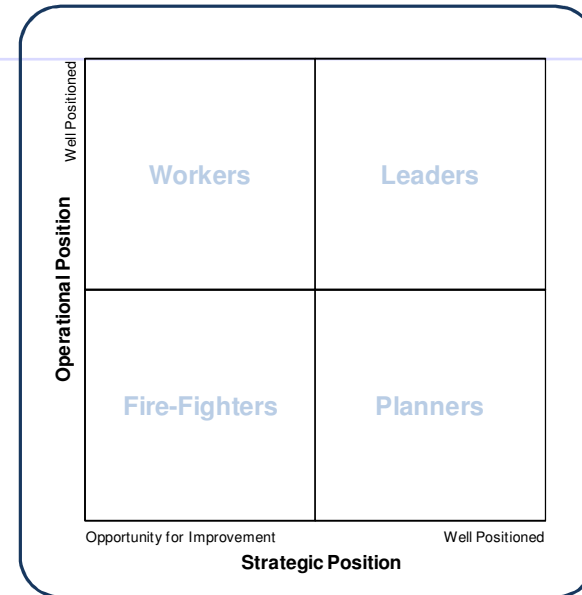 Well Positioned
Operational Position
Workers
Leaders
Fire-Fighters
Planners
Opportunity for Improvement
Well Positioned
Strategic Position